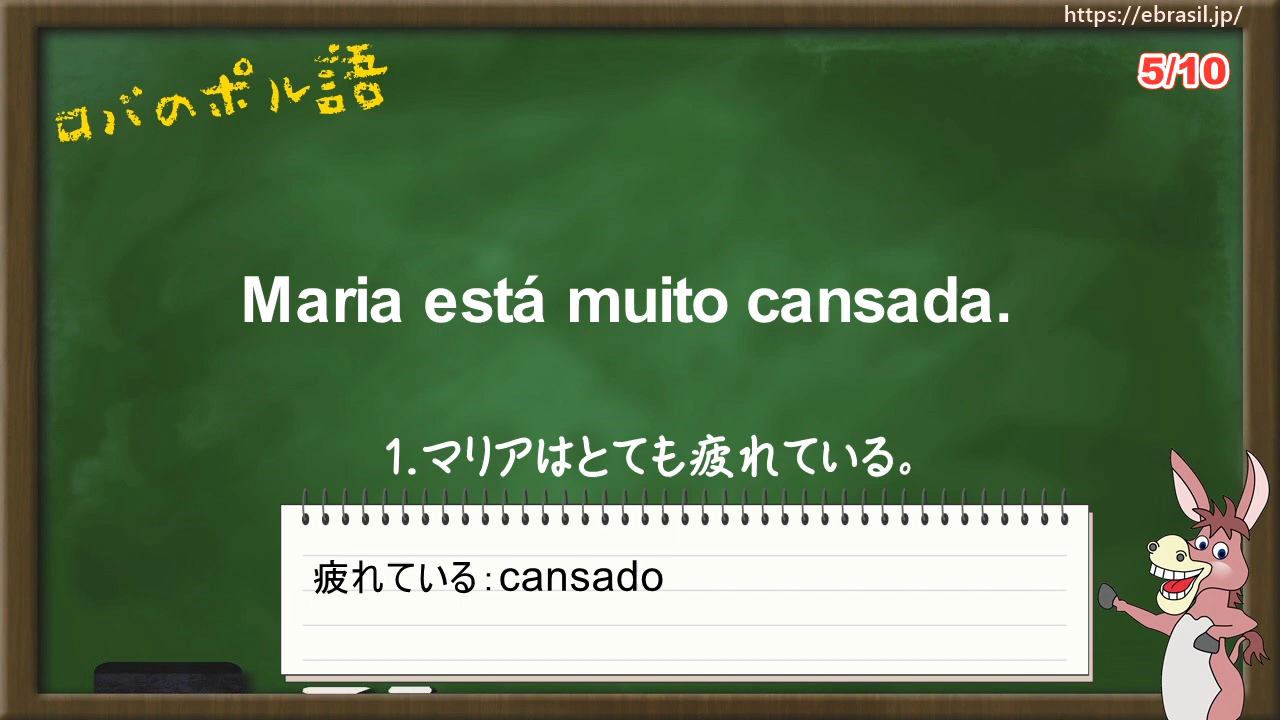 https://ebrasil.jp/
ロバのポル語
5/10
Maria está muito cansada.
1.マリアはとても疲れている。
疲れている：cansado